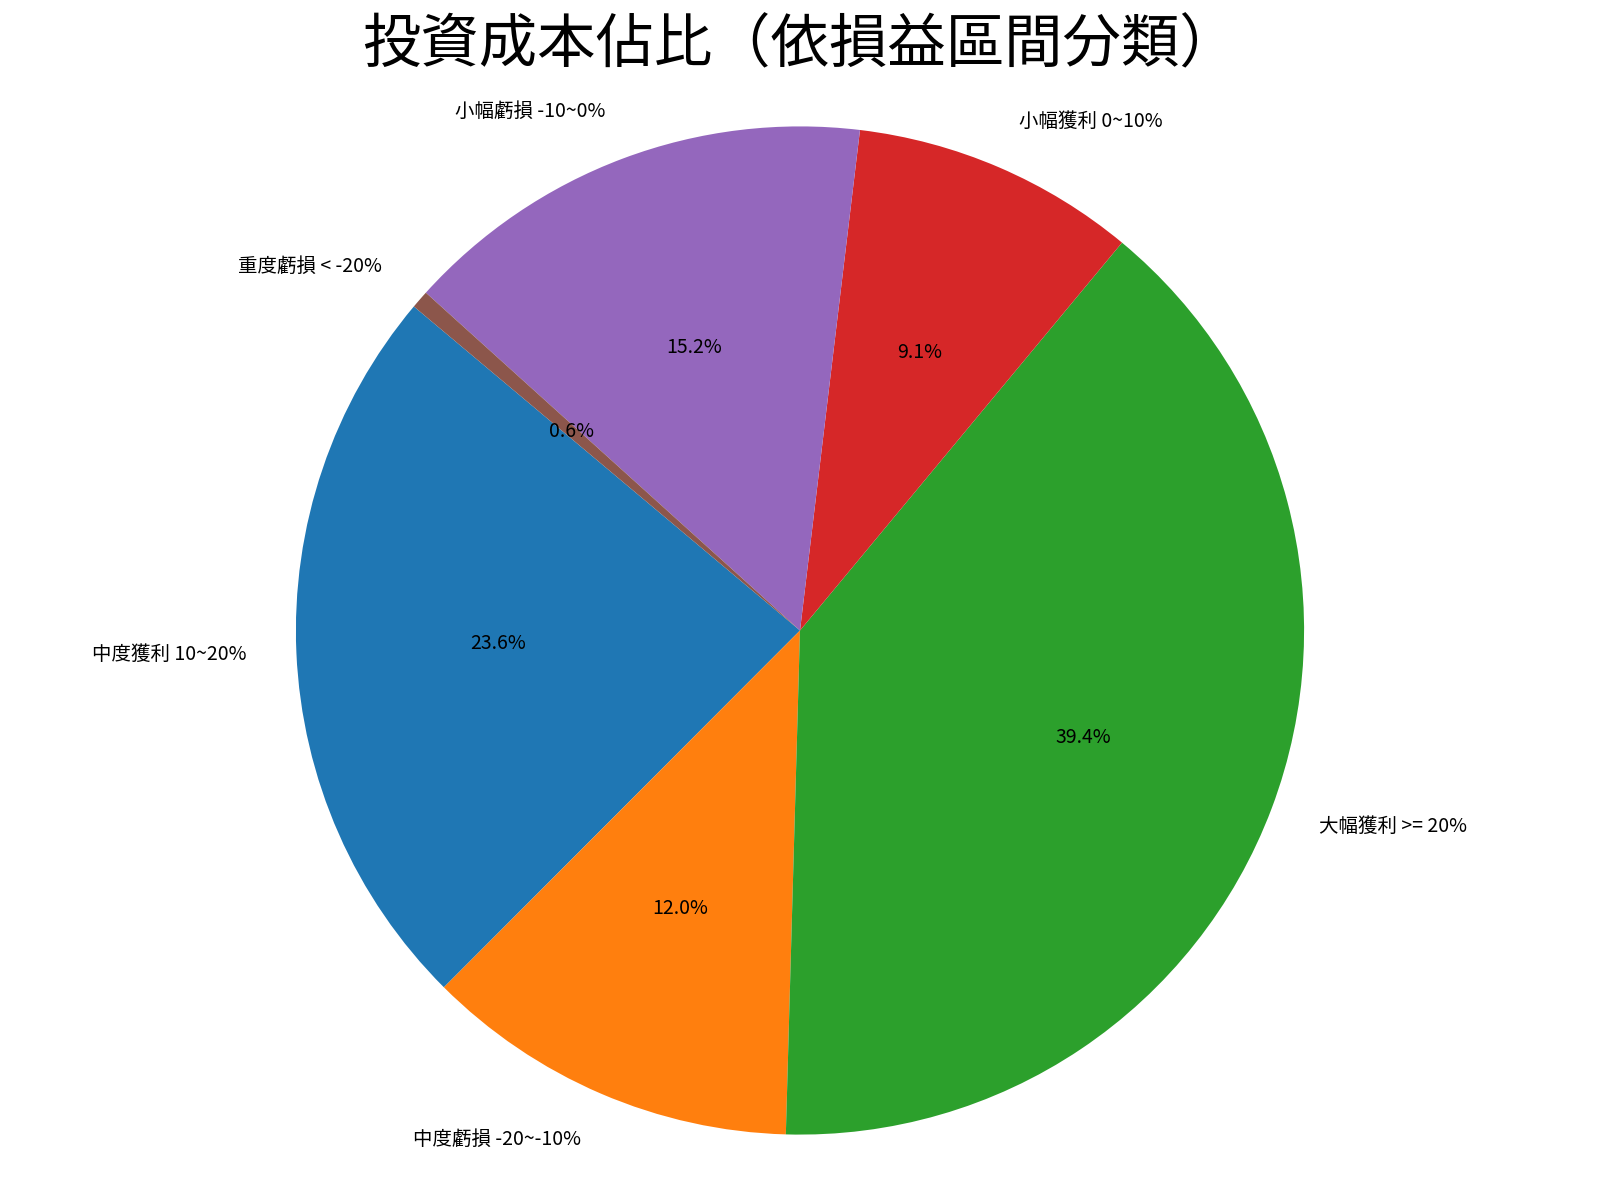 投資成本佔比（依損益區間分類）
小幅虧損 -10~0%
小幅獲利 0~10%
重度虧損 < -20%
15.2%
9.1%
0.6%
23.6%
中度獲利 10~20%
39.4%
大幅獲利 >= 20%
12.0%
中度虧損 -20~-10%